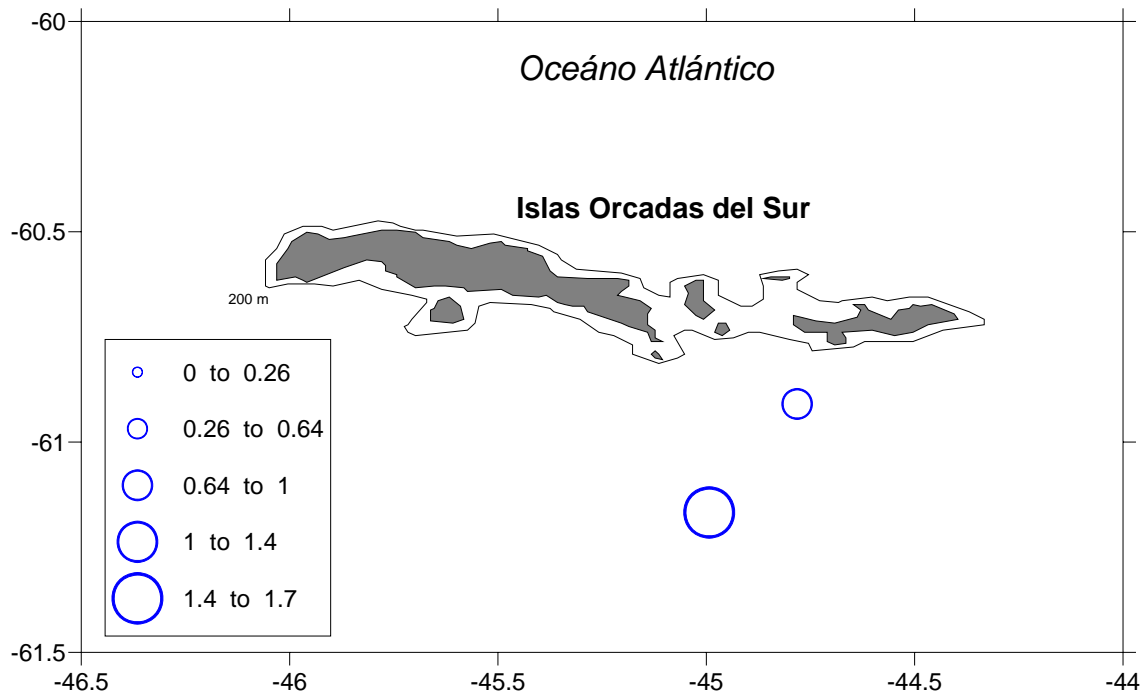 -60
Oceáno Atlántico
Islas Orcadas del Sur
-60.5
200 m
0 to 0.26
0.26 to 0.64
-61
0.64 to 1
1 to 1.4
1.4 to 1.7
-61.5
-46.5 -46 -45.5 -45 -44.5 -44